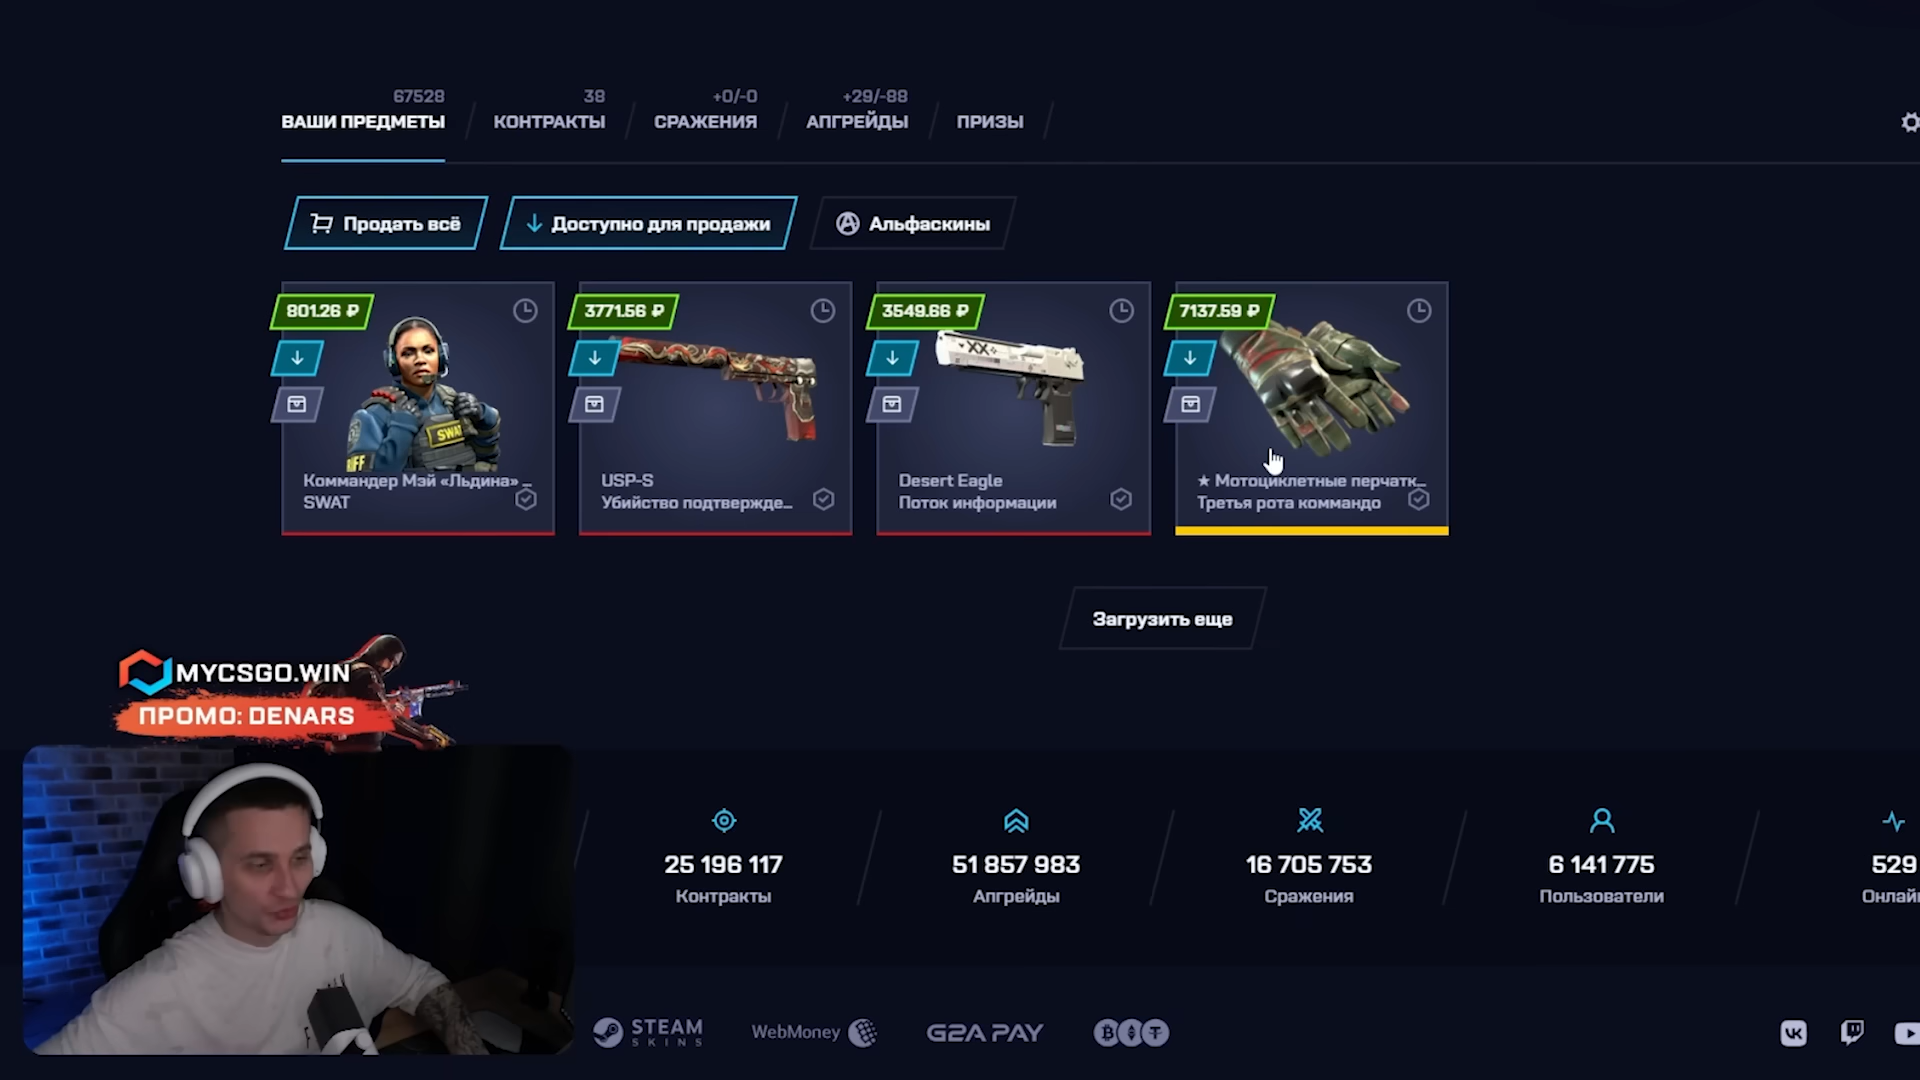 67528
ВАШИ ПРЕДМЕТЫ
38
КОНТРАКТЫ
+0/-0
СРАЖЕНИЯ
+29/-88
АПГРЕЙДЫ
ПРИЗЫ
Продать всё
Доступно для продажи
Альфаскины
801.26 ₽
SWAT
Коммандер Мэй «Льдина» _
SWAT
3771.56 ₽
USP-S
Убийство подтвержде...
3549.66 ₽
Desert Eagle
Поток информации
7137.59 ₽
★ Мотоциклетные перчатк...
Третья рота коммандо
Загрузить еще
MYCSGO.WIN
ПРОМО: DENARS
25 196 117
Контракты
51 857 983
Апгрейды
16 705 753
Сражения
6 141 775
Пользователи
529
Онлай
STEAM
SKINS
WebMoney
G2A PAY